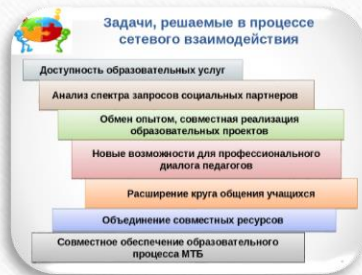 Задачи, решаемые в процессе
сетевого взаимодействия
Доступность образовательных услуг
Анализ спектра запросов социальных партнеров
Обмен опытом, совместная реализация
образовательных проектов
Новые возможности для профессионального
диалога педагогов
Расширение круга общения учащихся
Объединение совместных ресурсов
Совместное обеспечение образовательного
процесса МТБ